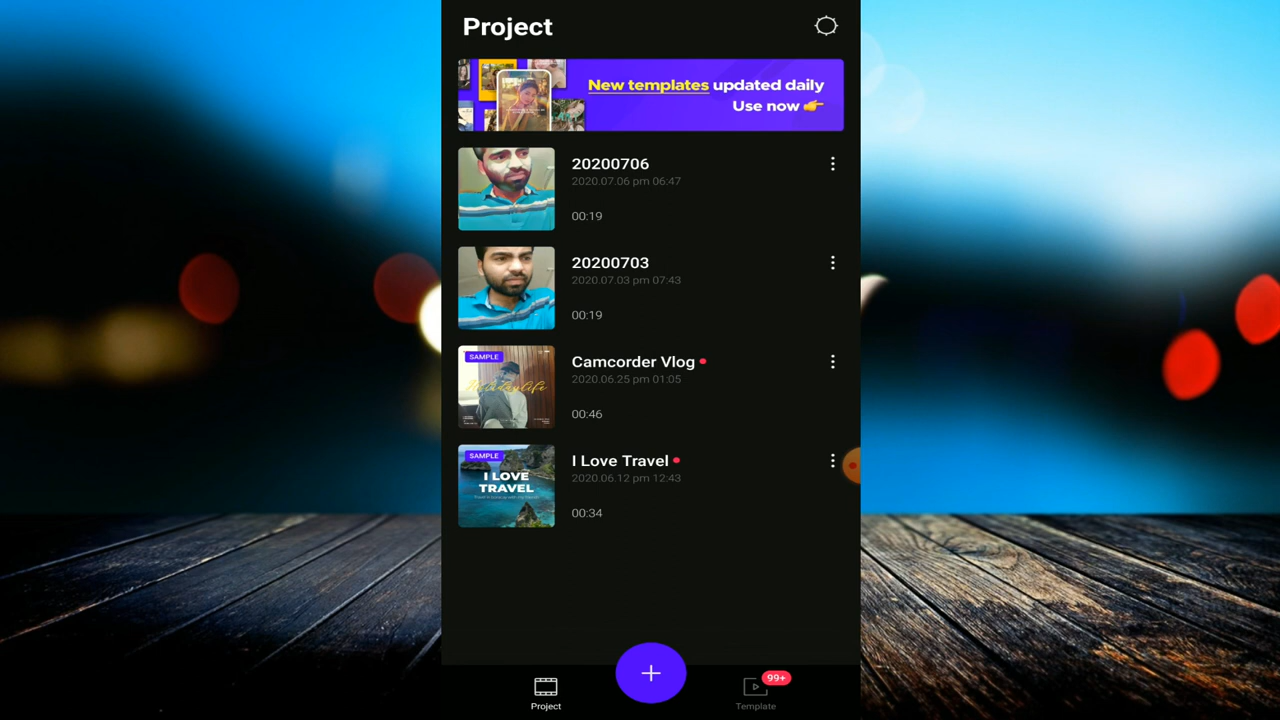 Project
New templates updated daily
Use now 👉
20200706
2020.07.06 pm 06:47
00:19
20200703
2020.07.03 pm 07:43
00:19
SAMPLE
Camcorder Vlog
2020.06.25 pm 01:05
00:46
SAMPLE
I LOVE
TRAVEL
I Love Travel
2020.06.12 pm 12:43
00:34
Project
99+
Template